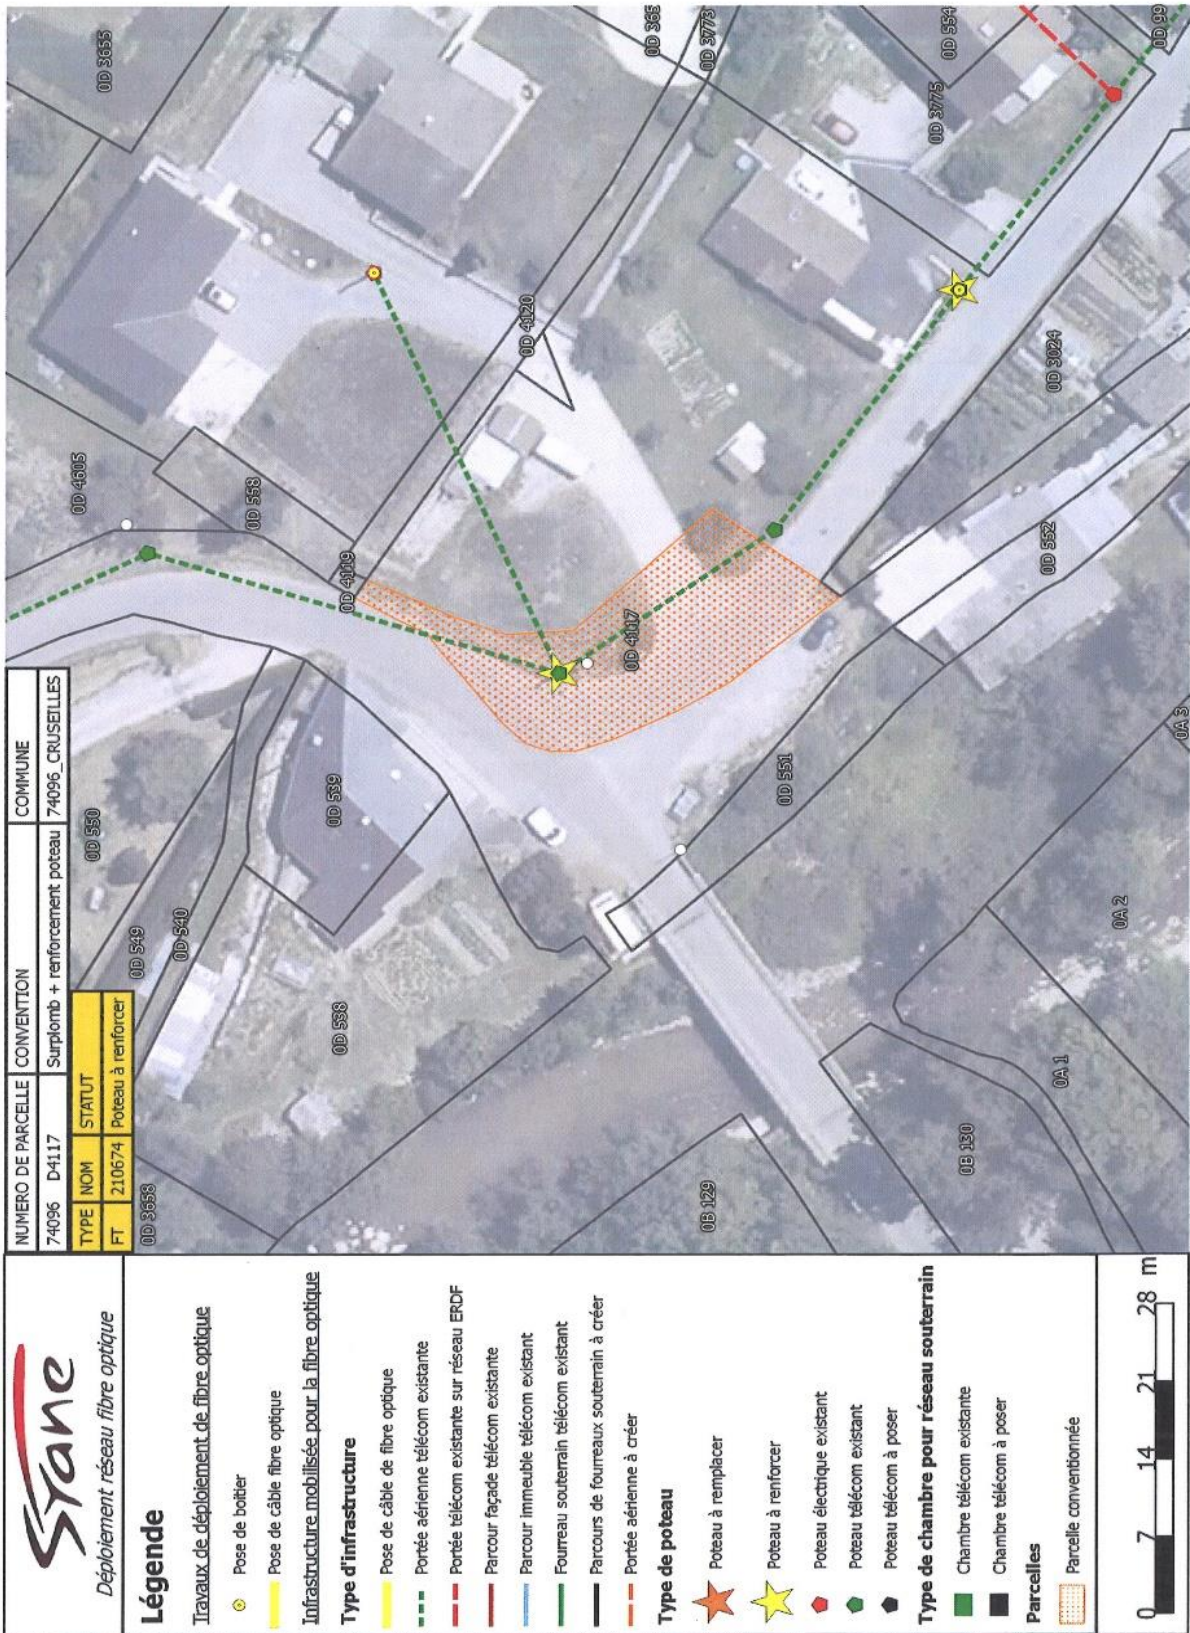 Syane
Déploiement réseau fibre optique
Légende
Travaux de déploiement de fibre optique
Pose de boîtier
Pose de câble fibre optique
Infrastructure mobilisée pour la fibre optique
Type d'infrastructure
Pose de câble de fibre optique
Portée aérienne télécom existante
Portée télécom existante sur réseau ERDF
Parcour façade télécom existante
Parcour immeuble télécom existant
Fourreau souterrain télécom existant
Parcours de fourreaux souterrain à créer
Portée aérienne à créer
Type de poteau
Poteau à remplacer
Poteau à renforcer
Poteau électrique existant
Poteau télécom existant
Poteau télécom à poser
Type de chambre pour réseau souterrain
Chambre télécom existante
Chambre télécom à poser
Parcelles
Parcelle conventionnée
0 7 14 21 28 m
NUMERO DE PARCELLE CONVENTION COMMUNE
74096 D4117 Surplomb + renforcement poteau 74096_CRUSEILLES
TYPE NOM STATUT
FT 210674 Poteau à renforcer
0D 3658
0D 549
0D 540
0D 550
0D 4605
0D 3655
0D 558
0D 539
0D 538
0D 4119
0D 4120
0D 4117
0D 3773
0D 3775
0D 554
0D 99
0D 3024
0D 552
0D 551
0B 129
0B 130
0A 1
0A 2
0A 3